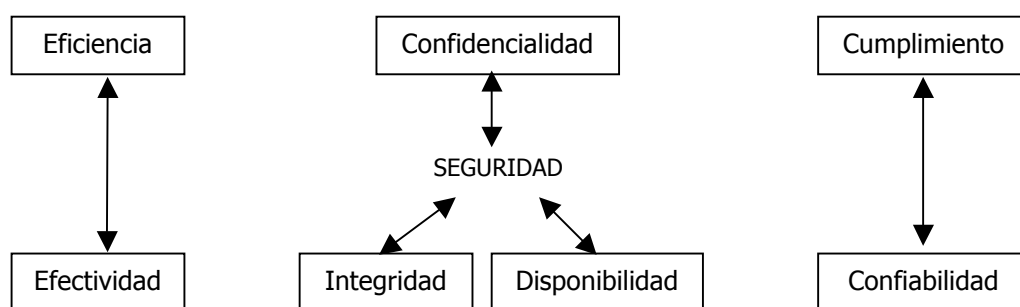 Eficiencia
Confidencialidad
Cumplimiento
SEGURIDAD
Efectividad
Integridad
Disponibilidad
Confiabilidad